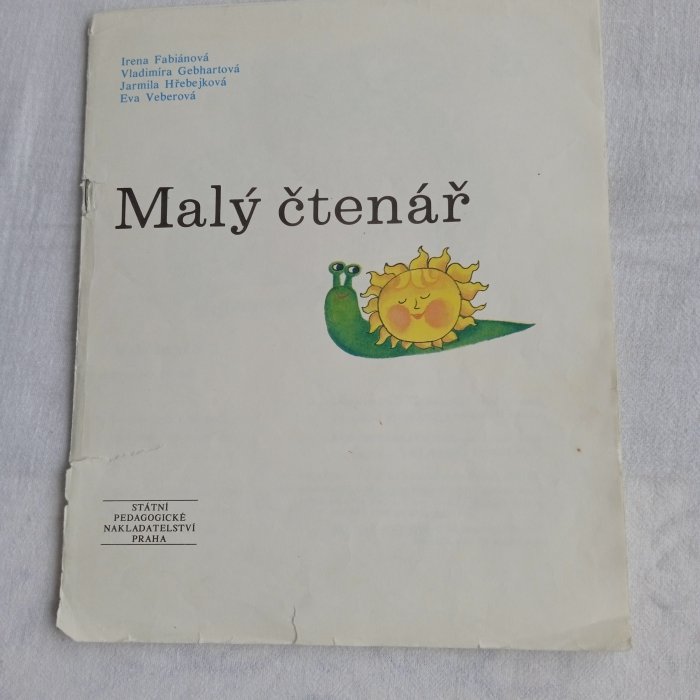 Irena Fabiánová
Vladimíra Gebhartová
Jarmila Hřebejková
Eva Veberová
Malý čtenář
STÁTNÍ
PEDAGOGICKÉ
NAKLADATELSTVÍ
PRAHA